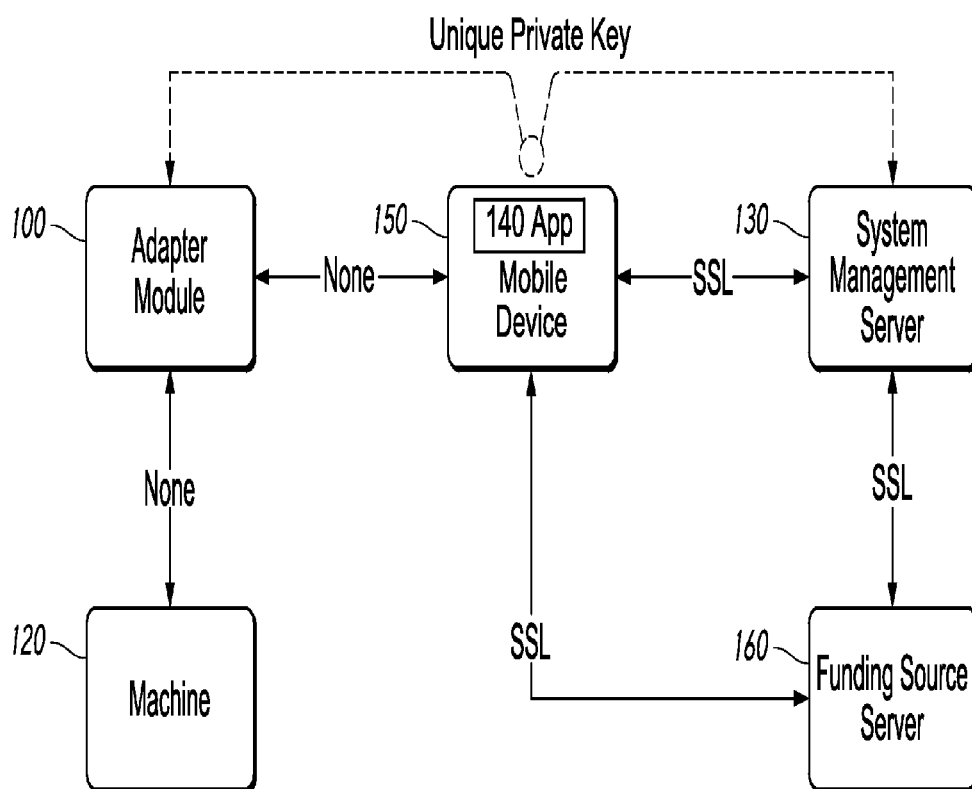 Unique Private Key
100
Adapter
Module
None
150
140 App
Mobile
Device
SSL
130
System
Management
Server
None
SSL
SSL
120
Machine
160
Funding Source
Server